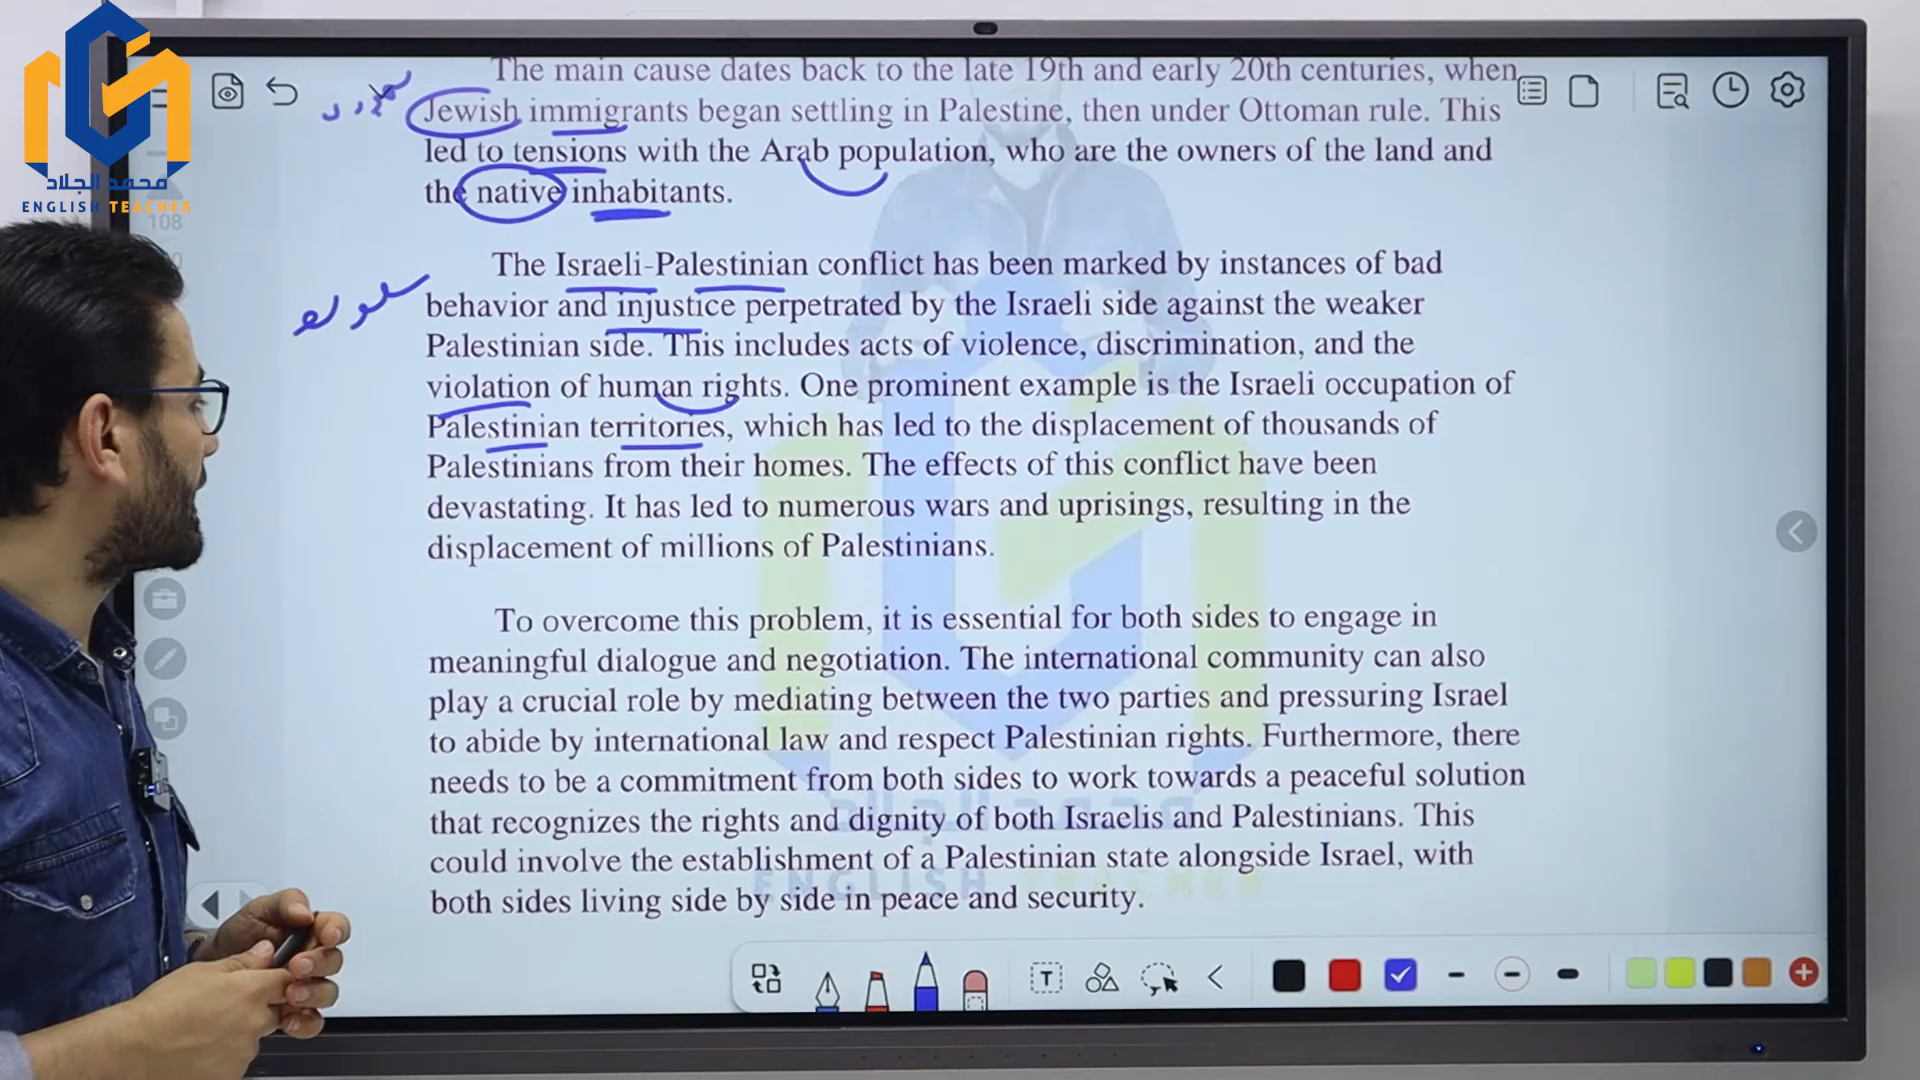 محمد الجلاد
ENGLISH TEACHER
108
The main cause dates back to the late 19th and early 20th centuries, when
Jewish immigrants began settling in Palestine, then under Ottoman rule. This
led to tensions with the Arab population, who are the owners of the land and
the native inhabitants.
The Israeli-Palestinian conflict has been marked by instances of bad
behavior and injustice perpetrated by the Israeli side against the weaker
Palestinian side. This includes acts of violence, discrimination, and the
violation of human rights. One prominent example is the Israeli occupation of
Palestinian territories, which has led to the displacement of thousands of
Palestinians from their homes. The effects of this conflict have been
devastating. It has led to numerous wars and uprisings, resulting in the
displacement of millions of Palestinians.
To overcome this problem, it is essential for both sides to engage in
meaningful dialogue and negotiation. The international community can also
play a crucial role by mediating between the two parties and pressuring Israel
to abide by international law and respect Palestinian rights. Furthermore, there
needs to be a commitment from both sides to work towards a peaceful solution
that recognizes the rights and dignity of both Israelis and Palestinians. This
could involve the establishment of a Palestinian state alongside Israel, with
both sides living side by side in peace and security.
محمد الجلاد
ENGLISH TEACHER
T